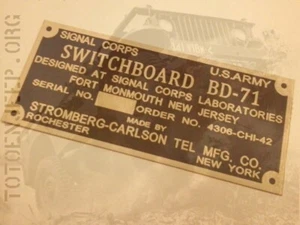 SIGNAL CORPS U.S. ARMY
SWITCHBOARD BD-71
DESIGNED AT SIGNAL CORPS LABORATORIES
FORT MONMOUTH NEW JERSEY
SERIAL NO. ORDER NO. 4306-CHI-42
MADE BY
STROMBERG-CARLSON TEL MFG. CO.
ROCHESTER NEW YORK
TOTOENJEEP.ORG